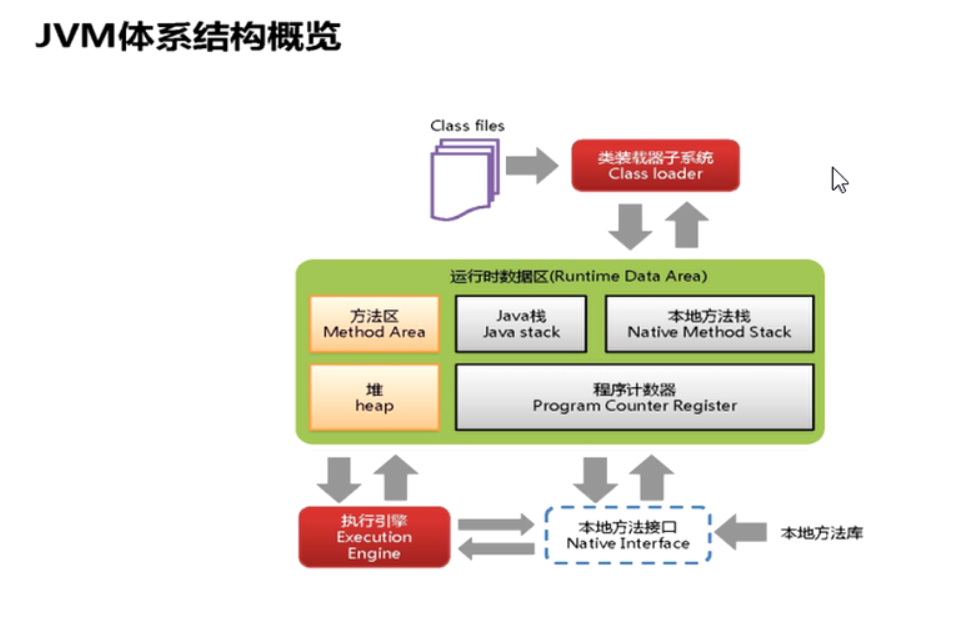 JVM体系结构概览
Class files
类装载器子系统
Class loader
运行时数据区(Runtime Data Area)
方法区
Method Area
Java栈
Java stack
本地方法栈
Native Method Stack
堆
heap
程序计数器
Program Counter Register
执行引擎
Execution
Engine
本地方法接口
Native Interface
本地方法库